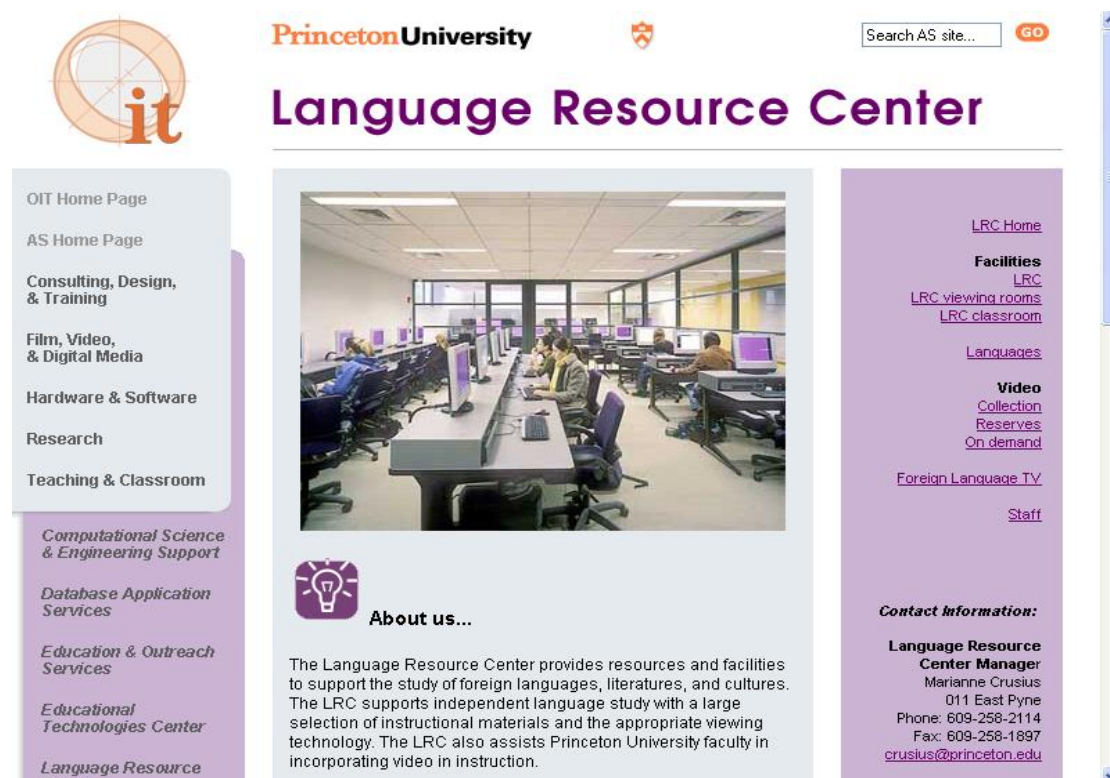 it
Princeton University
Search AS site...
GO
Language Resource Center
OIT Home Page
AS Home Page
Consulting, Design,
& Training
Film, Video,
& Digital Media
Hardware & Software
Research
Teaching & Classroom
Computational Science
& Engineering Support
Database Application
Services
Education & Outreach
Services
Educational
Technologies Center
Language Resource
About us...
The Language Resource Center provides resources and facilities
to support the study of foreign languages, literatures, and cultures.
The LRC supports independent language study with a large
selection of instructional materials and the appropriate viewing
technology. The LRC also assists Princeton University faculty in
incorporating video in instruction.
LRC Home
Facilities
LRC
LRC viewing rooms
LRC classroom
Languages
Video
Collection
Reserves
On demand
Foreign Language TV
Staff
Contact Information:
Language Resource
Center Manager
Marianne Crusius
011 East Pyne
Phone: 609-258-2114
Fax: 609-258-1897
crusius@princeton.edu